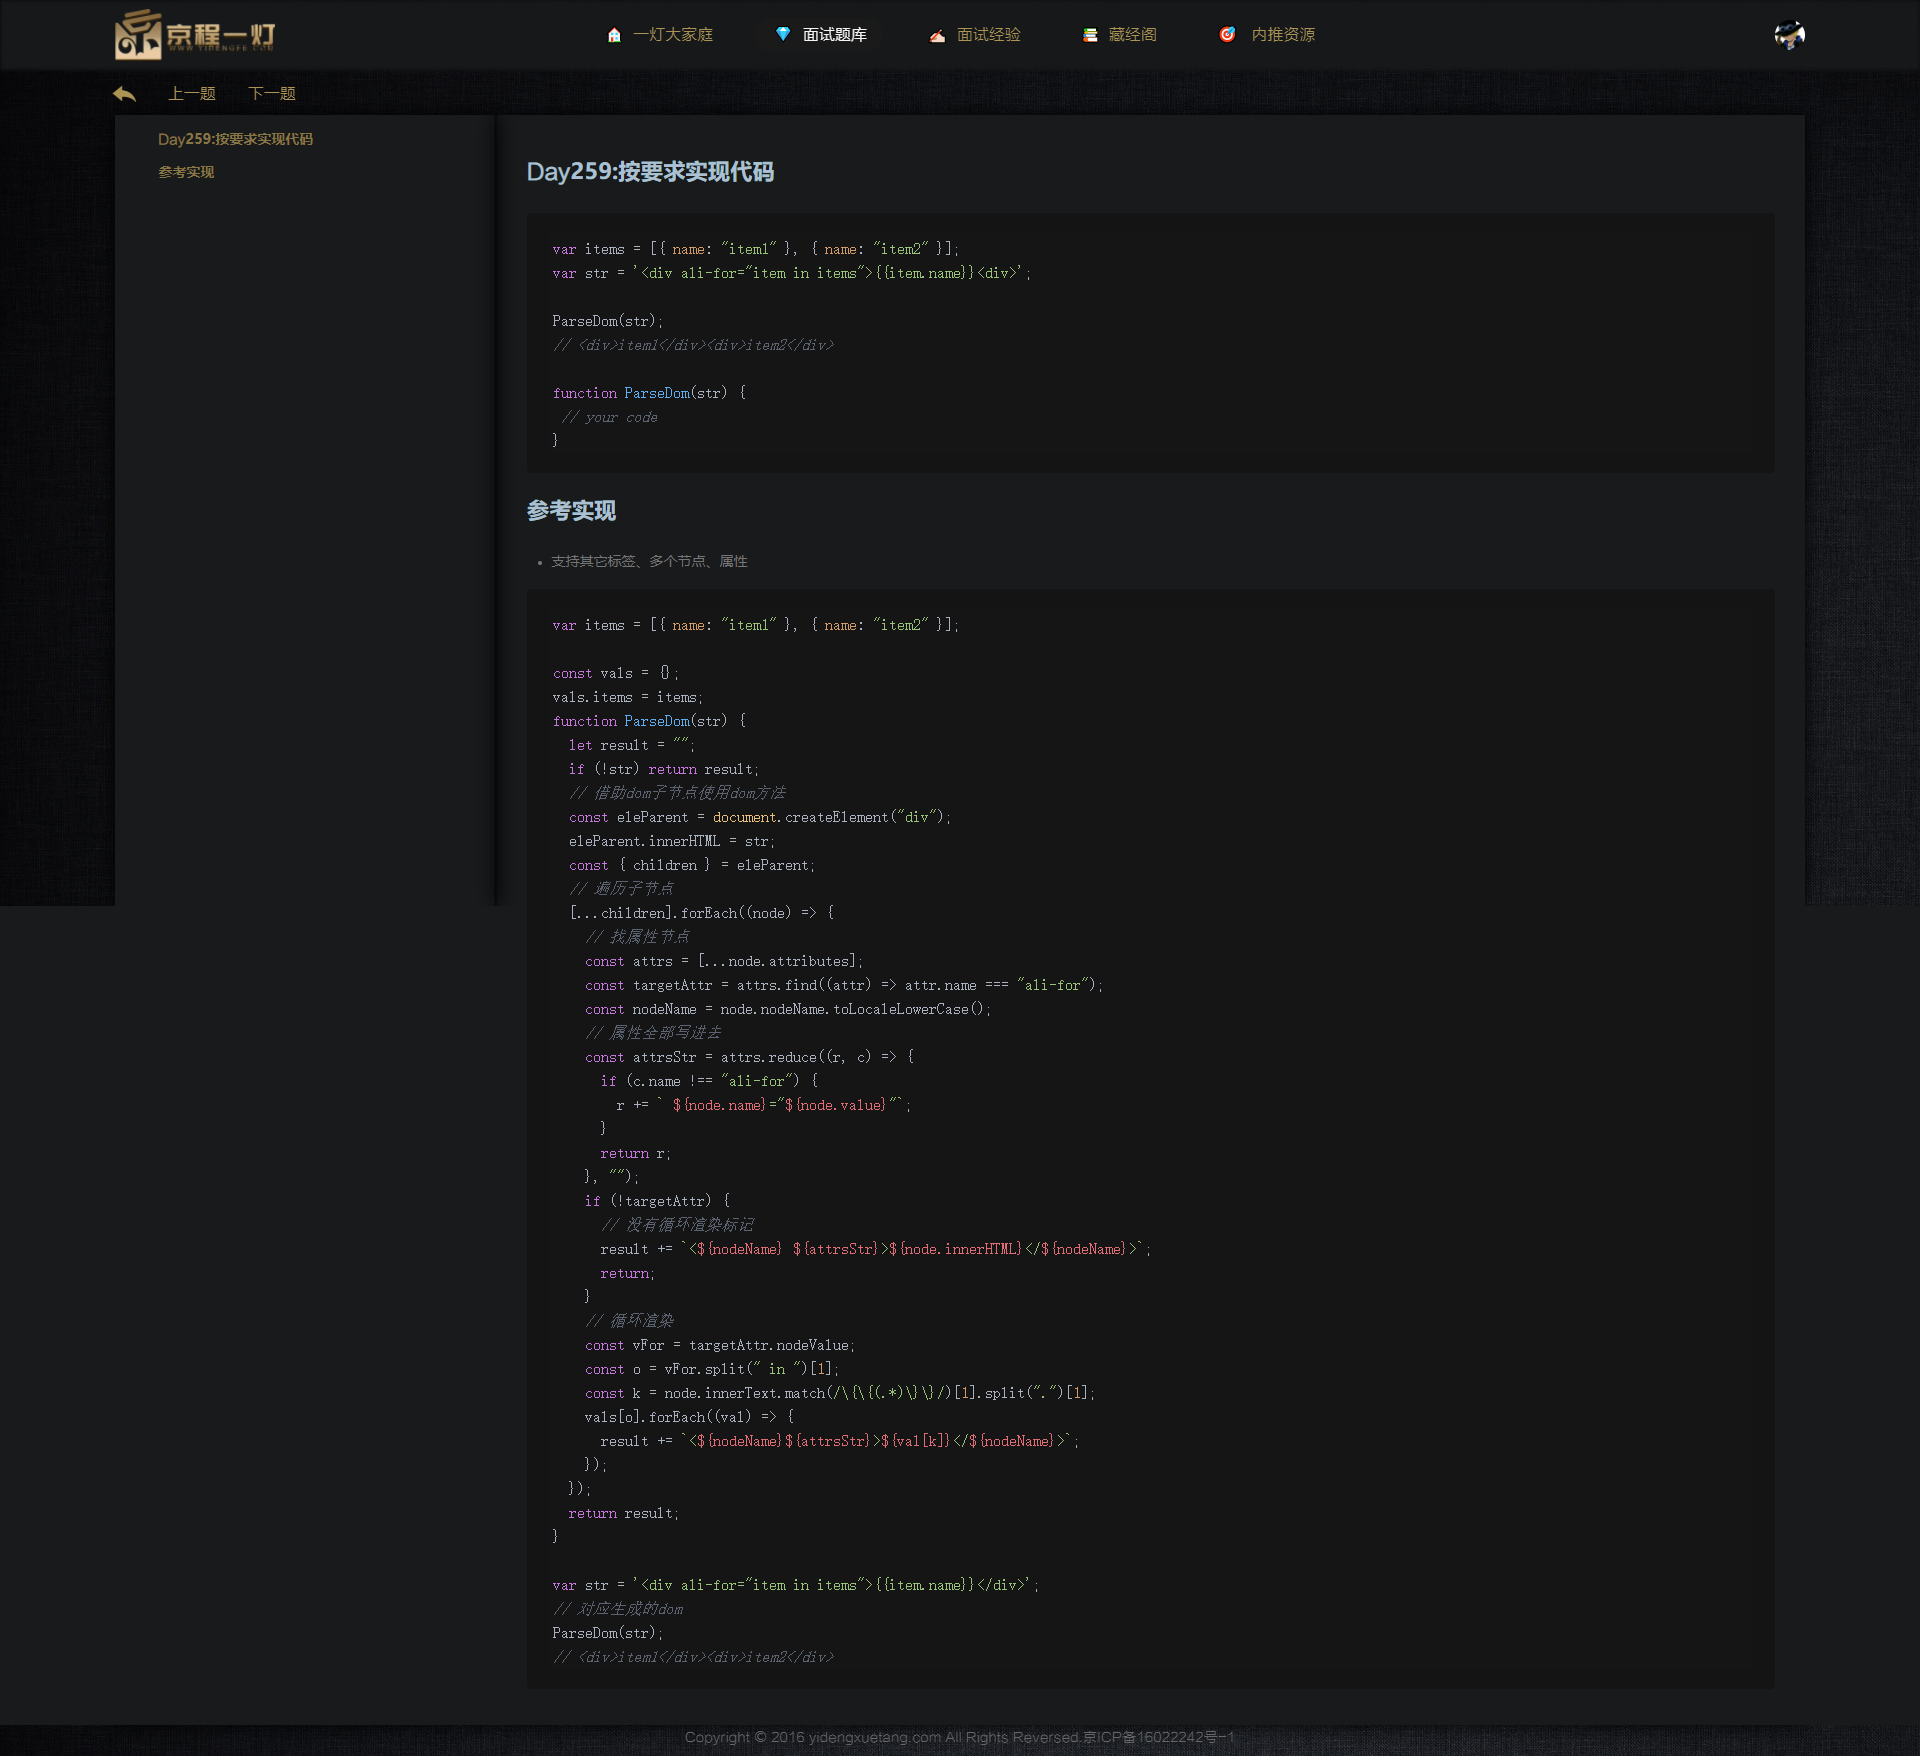 京程一灯
WWW.YIDENGFE.COM
一灯大家庭
面试题库
面试经验
藏经阁
内推资源
上一题
下一题
Day259:按要求实现代码
参考实现
Day259:按要求实现代码
var items = [{ name: "item1" }, { name: "item2" }];
var str = '<div ali-for="item in items">{{item.name}}<div>';
ParseDom(str);
// <div>item1</div><div>item2</div>
function ParseDom(str) {
 // your code
}
参考实现
• 支持其它标签、多个节点、属性
var items = [{ name: "item1" }, { name: "item2" }];
const vals = {};
vals.items = items;
function ParseDom(str) {
  let result = "";
  if (!str) return result;
  // 借助dom子节点使用dom方法
  const eleParent = document.createElement("div");
  eleParent.innerHTML = str;
  const { children } = eleParent;
  // 遍历子节点
  [...children].forEach((node) => {
    // 找属性节点
    const attrs = [...node.attributes];
    const targetAttr = attrs.find((attr) => attr.name === "ali-for");
    const nodeName = node.nodeName.toLocaleLowerCase();
    // 属性全部写进去
    const attrsStr = attrs.reduce((r, c) => {
      if (c.name !== "ali-for") {
        r += ` ${node.name}="${node.value}"`;
      }
      return r;
    }, "");
    if (!targetAttr) {
      // 没有循环渲染标记
      result += `<${nodeName} ${attrsStr}>${node.innerHTML}</${nodeName}>`;
      return;
    }
    // 循环渲染
    const vFor = targetAttr.nodeValue;
    const o = vFor.split(" in ")[1];
    const k = node.innerText.match(/\{\{(.*)\}\}/)[1].split(".")[1];
    vals[o].forEach((val) => {
      result += `<${nodeName}${attrsStr}>${val[k]}</${nodeName}>`;
    });
  });
  return result;
}
var str = '<div ali-for="item in items">{{item.name}}</div>';
// 对应生成的dom
ParseDom(str);
// <div>item1</div><div>item2</div>
Copyright © 2016 yidengxuetang.com All Rights Reversed.京ICP备16022242号-1